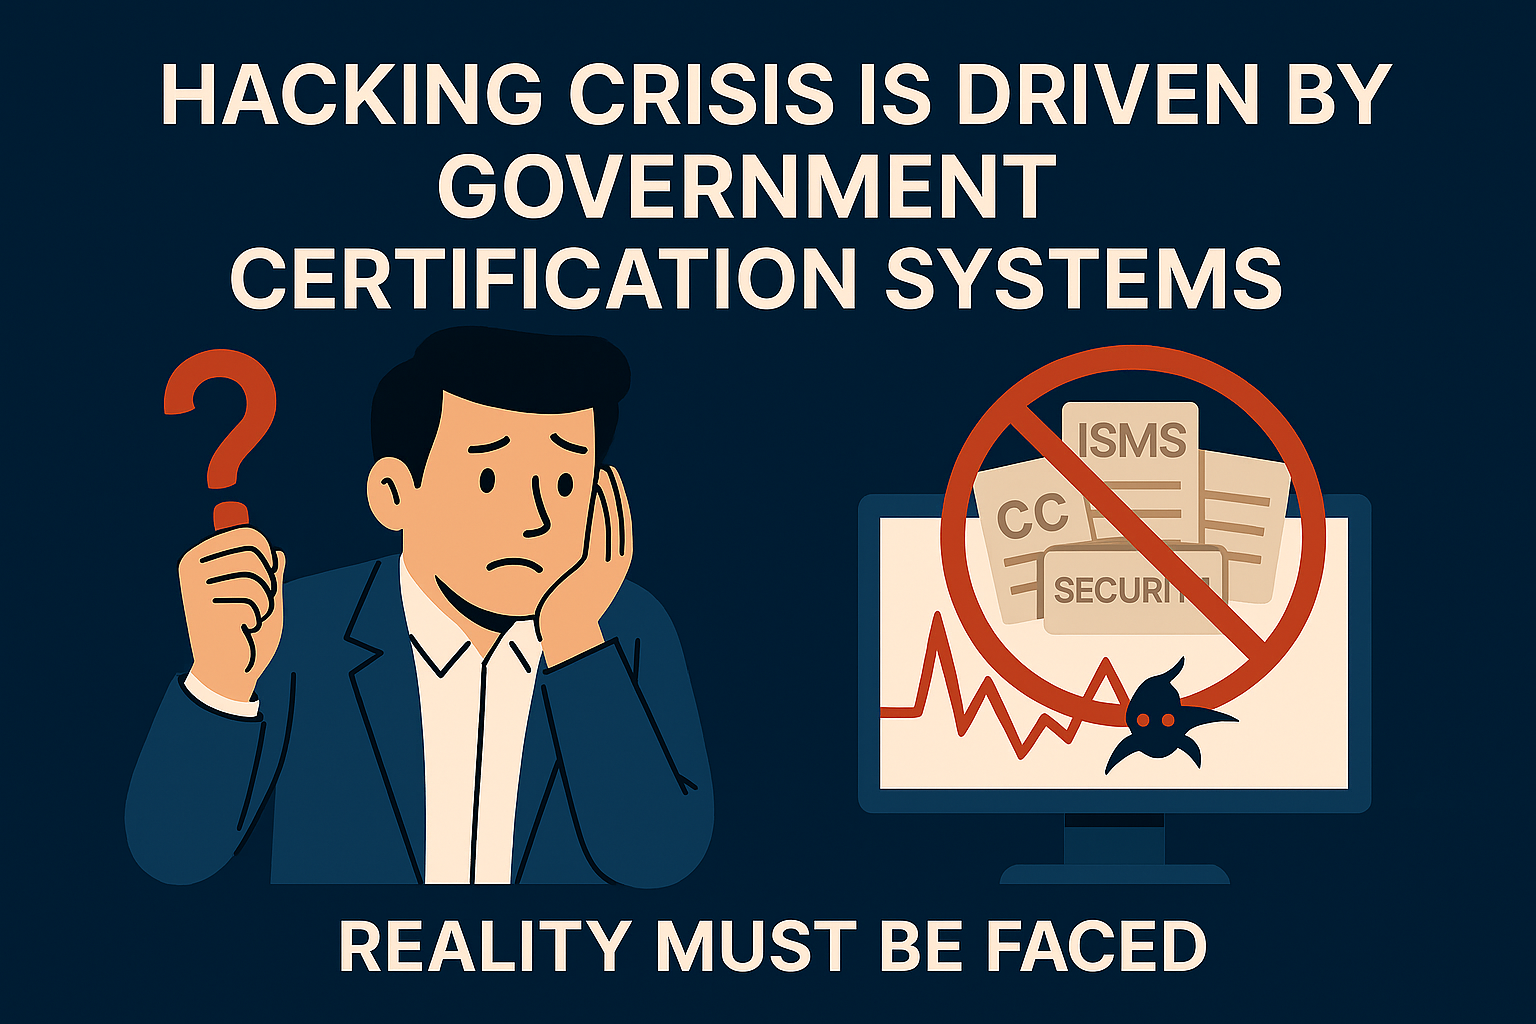 HACKING CRISIS IS DRIVEN BY
GOVERNMENT
CERTIFICATION SYSTEMS
?
ISMS
CC
REALITY MUST BE FACED